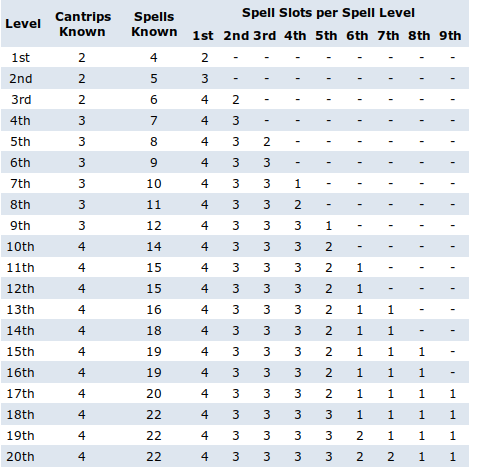 Level Cantrips Known Spells Known Spell Slots per Spell Level
1st 2nd 3rd 4th 5th 6th 7th 8th 9th
1st 2 4 2 - - - - - - - -
2nd 2 5 3 - - - - - - - -
3rd 2 6 4 2 - - - - - - -
4th 3 7 4 3 - - - - - - -
5th 3 8 4 3 2 - - - - - -
6th 3 9 4 3 3 - - - - - -
7th 3 10 4 3 3 1 - - - - -
8th 3 11 4 3 3 2 - - - - -
9th 3 12 4 3 3 3 1 - - - -
10th 4 14 4 3 3 3 2 - - - -
11th 4 15 4 3 3 3 2 1 - - -
12th 4 15 4 3 3 3 2 1 - - -
13th 4 16 4 3 3 3 2 1 1 - -
14th 4 18 4 3 3 3 2 1 1 - -
15th 4 19 4 3 3 3 2 1 1 1 -
16th 4 19 4 3 3 3 2 1 1 1 -
17th 4 20 4 3 3 3 2 1 1 1 1
18th 4 22 4 3 3 3 3 1 1 1 1
19th 4 22 4 3 3 3 3 2 1 1 1
20th 4 22 4 3 3 3 3 2 2 1 1